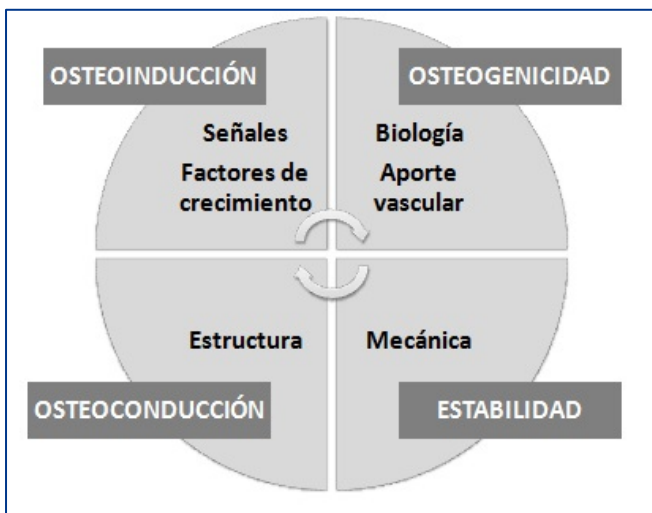 OSTEOINDUCCIÓN
Señales
Factores de
crecimiento
OSTEOGENICIDAD
Biología
Aporte
vascular
OSTEOCONDUCCIÓN
Estructura
ESTABILIDAD
Mecánica